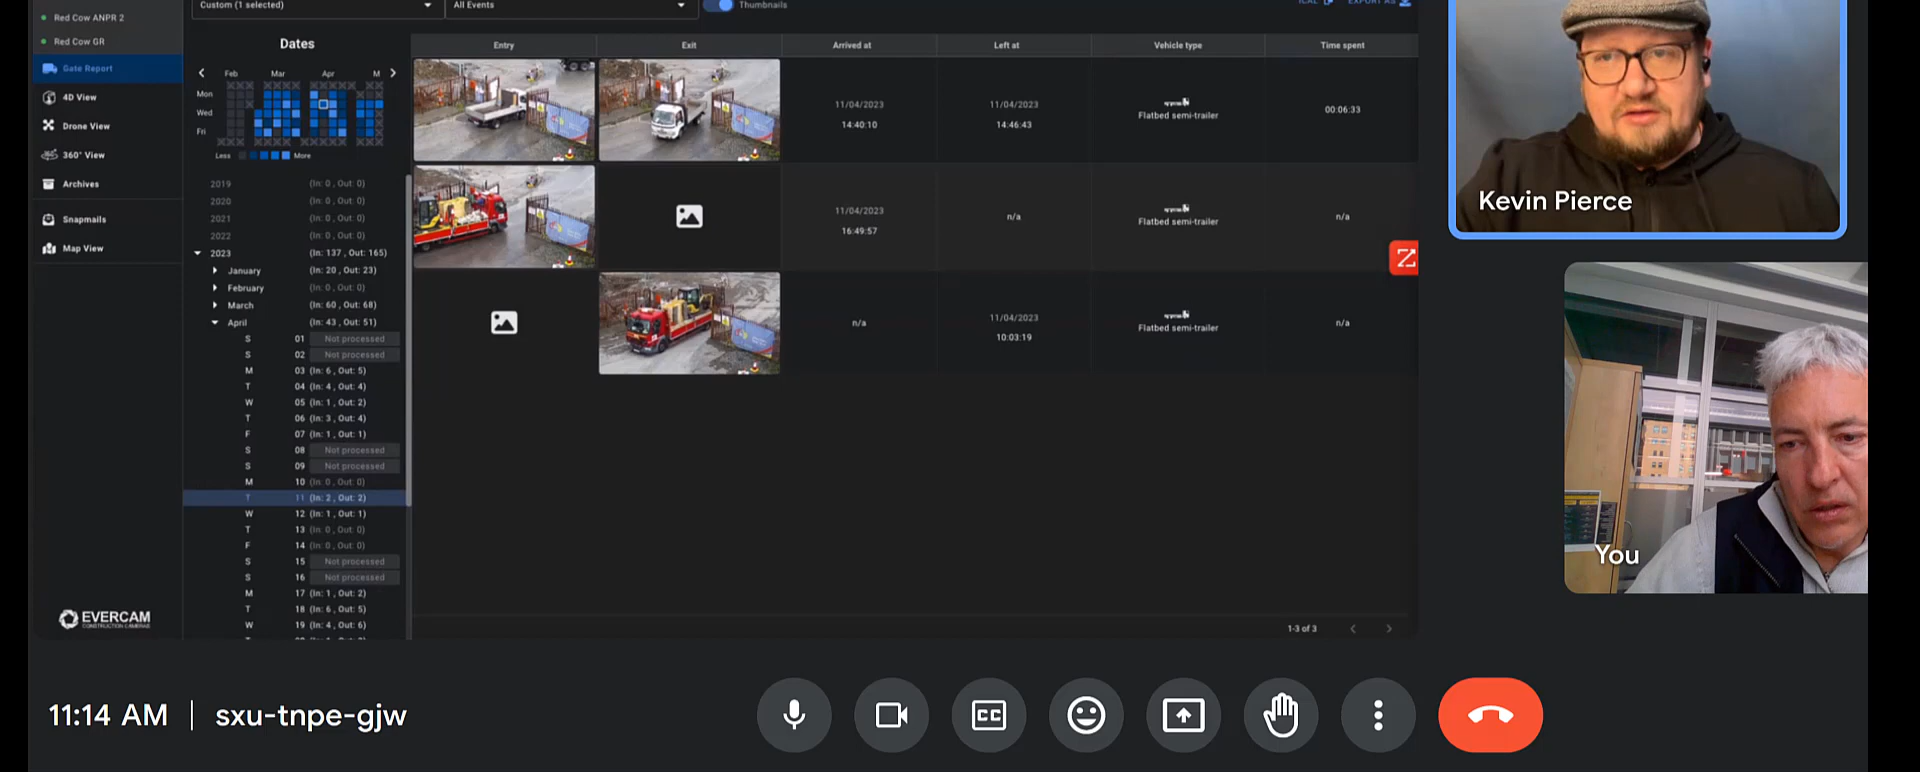 Red Cow ANPR 2
Red Cow GR
Gate Report
4D View
Drone View
360° View
Archives
Snapmails
Map View
EVERCAM
CONSTRUCTION CAMERAS
Custom (1 selected)
All Events
Thumbnails
EXPORT AS
Dates
Feb Mar Apr M
Mon
Wed
Fri
Less More
2019 (In: 0 , Out: 0)
2020 (In: 0 , Out: 0)
2021 (In: 0 , Out: 0)
2022 (In: 0 , Out: 0)
2023 (In: 137 , Out: 165)
January (In: 20 , Out: 23)
February (In: 0 , Out: 0)
March (In: 60 , Out: 68)
April (In: 43 , Out: 51)
S 01 Not processed
S 02 Not processed
M 03 (In: 6 , Out: 5)
T 04 (In: 4 , Out: 4)
W 05 (In: 1 , Out: 2)
T 06 (In: 3 , Out: 4)
F 07 (In: 1 , Out: 1)
S 08 Not processed
S 09 Not processed
M 10 (In: 0 , Out: 0)
T 11 (In: 2 , Out: 2)
W 12 (In: 1 , Out: 1)
T 13 (In: 0 , Out: 0)
F 14 (In: 0 , Out: 0)
S 15 Not processed
S 16 Not processed
M 17 (In: 1 , Out: 2)
T 18 (In: 6 , Out: 5)
W 19 (In: 4 , Out: 6)
Entry Exit Arrived at Left at Vehicle type Time spent
11/04/2023 14:40:10 11/04/2023 14:46:43 Flatbed semi-trailer 00:06:33
11/04/2023 16:49:57 n/a Flatbed semi-trailer n/a
n/a 11/04/2023 10:03:19 Flatbed semi-trailer n/a
1-3 of 3
Kevin Pierce
You
11:14 AM | sxu-tnpe-gjw
CC